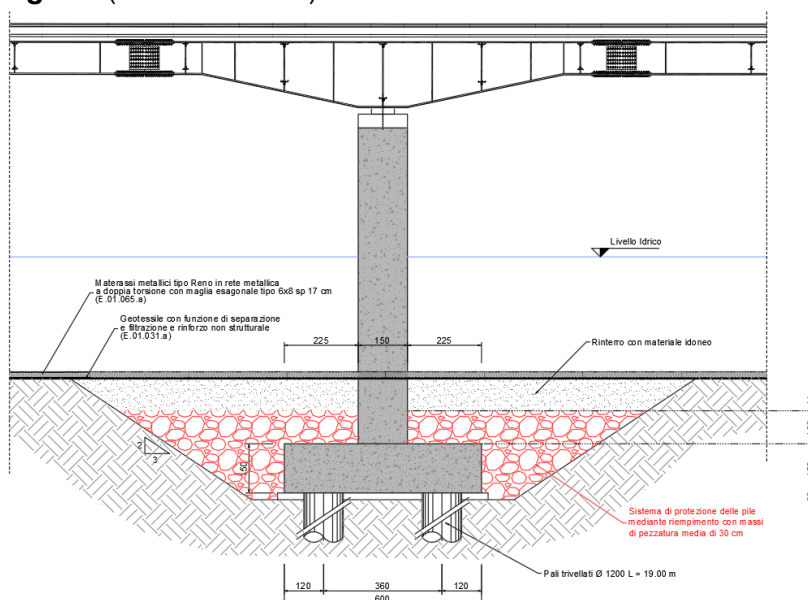 Livello Idrico
Materassi metallici tipo Reno in rete metallica
a doppia torsione con maglia esagonale tipo 6x8 sp 17 cm
(E.01.065.a)
Geotessile con funzione di separazione
e filtrazione e rinforzo non strutturale
(E.01.031.a)
225 150 225
Rinterro con materiale idoneo
2
3
Sistema di protezione delle pile
mediante riempimento con massi
di pezzatura media di 30 cm
Pali trivellati Ø 1200 L = 19.00 m
120 360 120
600